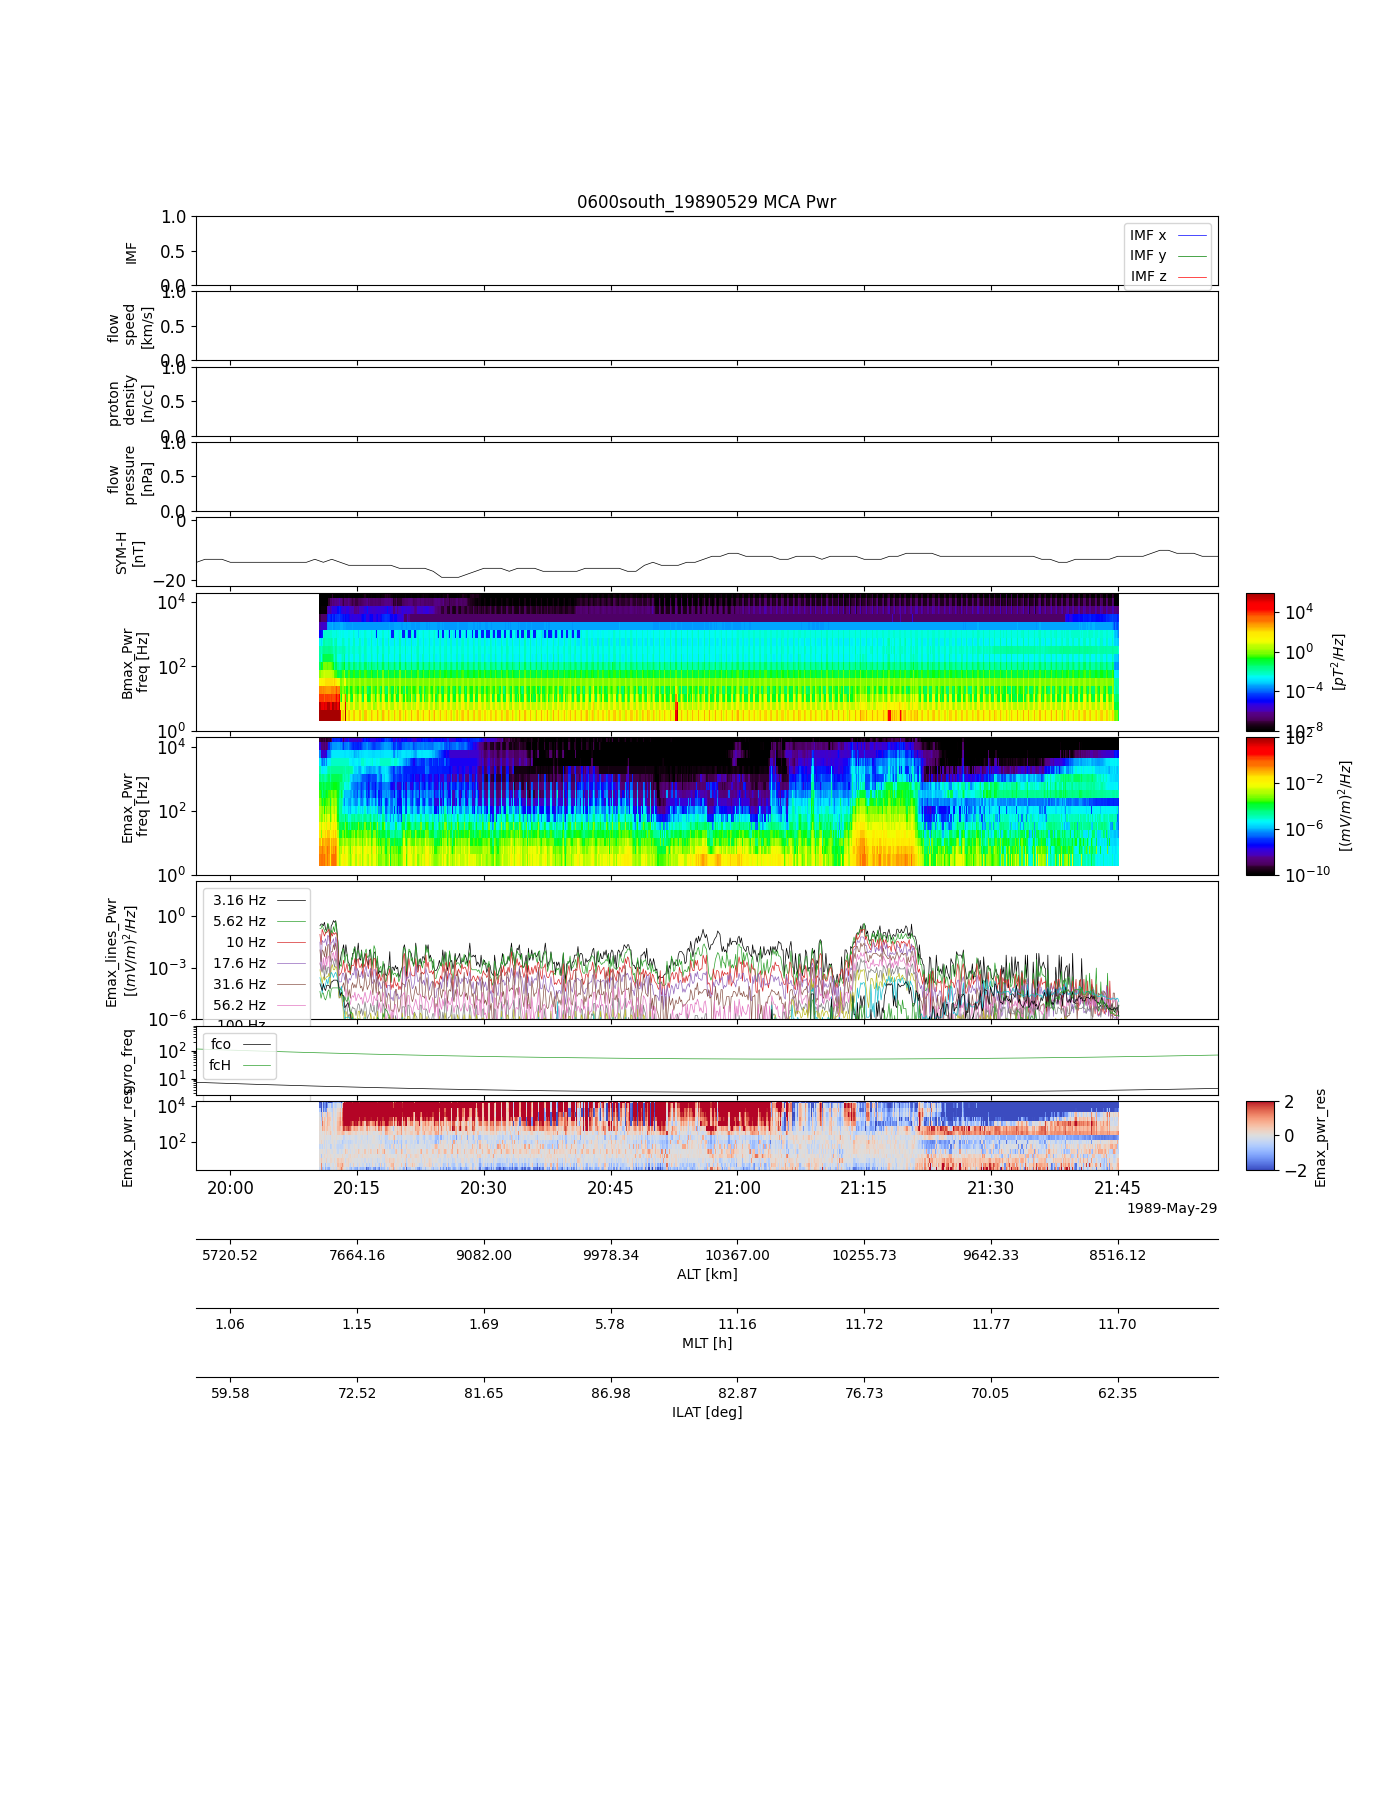 0600south_19890529 MCA Pwr
1.0
0.5
0.0
IMF
IMF x
IMF y
IMF z
1.0
0.5
0.0
flow
speed
[km/s]
1.0
0.5
0.0
proton
density
[n/cc]
1.0
0.5
0.0
flow
pressure
[nPa]
0
−20
SYM-H
[nT]
10^4
10^2
10^0
Bmax_Pwr
freq [Hz]
10^4
10^0
10^−4
10^−8
[pT^2/Hz]
10^4
10^2
10^0
Emax_Pwr
freq [Hz]
10^2
10^−2
10^−6
10^−10
[(mV/m)^2/Hz]
10^0
10^−3
10^−6
Emax_lines_Pwr
[(mV/m)^2/Hz]
3.16 Hz
5.62 Hz
10 Hz
17.6 Hz
31.6 Hz
56.2 Hz
100 Hz
10^2
10^1
gyro_freq
fco
fcH
10^4
10^2
Emax_pwr_res
2
0
−2
Emax_pwr_res
20:00 20:15 20:30 20:45 21:00 21:15 21:30 21:45
1989-May-29
5720.52 7664.16 9082.00 9978.34 10367.00 10255.73 9642.33 8516.12
ALT [km]
1.06 1.15 1.69 5.78 11.16 11.72 11.77 11.70
MLT [h]
59.58 72.52 81.65 86.98 82.87 76.73 70.05 62.35
ILAT [deg]